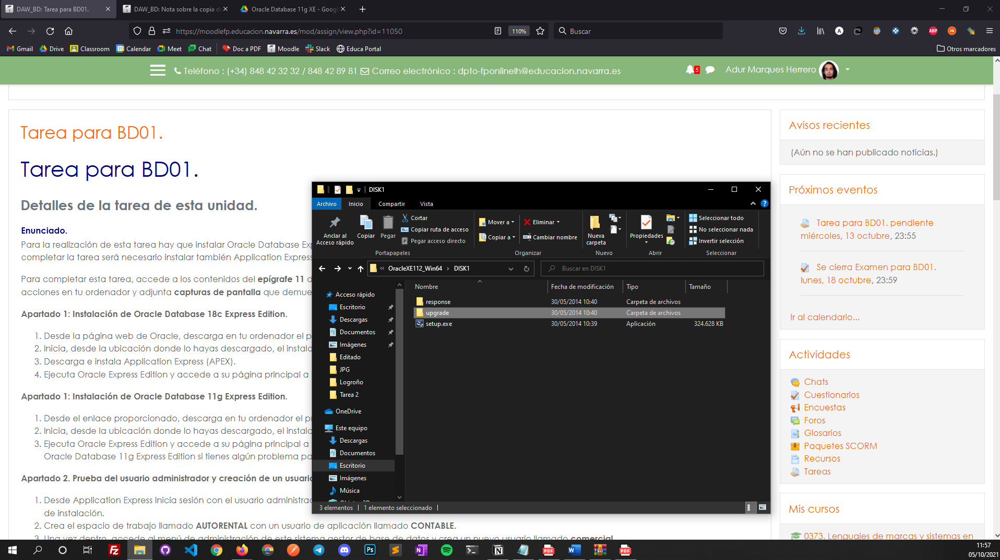 DAW_BD: Tarea para BD01.
DAW_BD: Nota sobre la copia d
Oracle Database 11g XE - Goog
https://moodlefp.educacion.navarra.es/mod/assign/view.php?id=11050
110%
Buscar
Gmail Drive Classroom Calendar Meet Chat Doc a PDF Moodle Slack Educa Portal Otros marcadores
Teléfono : (+34) 848 42 32 32 / 848 42 89 81 Correo electrónico : dpto-fponlinelh@educacion.navarra.es
5
Adur Marques Herrero
Tarea para BD01.
Tarea para BD01.
Detalles de la tarea de esta unidad.
Enunciado.
Para la realización de esta tarea hay que instalar Oracle Database Ex
completar la tarea será necesario instalar también Application Express
Para completar esta tarea, accede a los contenidos del epígrafe 11 d
acciones en tu ordenador y adjunta capturas de pantalla que demue
Apartado 1: Instalación de Oracle Database 18c Express Edition.
1. Desde la página web de Oracle, descarga en tu ordenador el p
2. Inicia, desde la ubicación donde lo hayas descargado, el instala
3. Descarga e instala Application Express (APEX).
4. Ejecuta Oracle Express Edition y accede a su página principal a
Apartado 1: Instalación de Oracle Database 11g Express Edition.
1. Desde el enlace proporcionado, descarga en tu ordenador el pr
2. Inicia, desde la ubicación donde lo hayas descargado, el instala
3. Ejecuta Oracle Express Edition y accede a su página principal a
Oracle Database 11g Express Edition si tienes algún problema pa
Apartado 2. Prueba del usuario administrador y creación de un usuario
1. Desde Application Express Inicia sesión con el usuario administrad
de instalación.
2. Crea el espacio de trabajo llamado AUTORENTAL con un usuario de aplicación llamado CONTABLE.
3. Una vez dentro, accede al menú de administración de este sistema gestor de base de datos y crea un nuevo usuario llamado comercial
DISK1
Archivo Inicio Compartir Vista
Anclar al
Acceso rápido
Copiar
Pegar
Cortar
Copiar ruta de acceso
Pegar acceso directo
Portapapeles
Mover a
Copiar a
Eliminar
Cambiar nombre
Organizar
Nueva
carpeta
Nuevo
Propiedades
Abrir
Seleccionar todo
No seleccionar nada
Invertir selección
Seleccionar
« OracleXE112_Win64 › DISK1
Buscar en DISK1
Acceso rápido
Escritorio
Descargas
Documentos
Imágenes
Editado
JPG
Logroño
Tarea 2
OneDrive
Este equipo
Descargas
Documentos
Escritorio
Imágenes
Música
Nombre Fecha de modificación Tipo Tamaño
response 30/05/2014 10:40 Carpeta de archivos
upgrade 30/05/2014 10:40 Carpeta de archivos
setup.exe 30/05/2014 10:39 Aplicación 324.628 KB
3 elementos 1 elemento seleccionado
Avisos recientes
(Aún no se han publicado noticias.)
Próximos eventos
Tarea para BD01. pendiente
miércoles, 13 octubre, 23:55
Se cierra Examen para BD01.
lunes, 18 octubre, 23:59
Ir al calendario...
Actividades
Chats
Cuestionarios
Encuestas
Foros
Glosarios
Paquetes SCORM
Recursos
Tareas
Mis cursos
0373. Lenguajes de marcas y sistemas en
11:57
05/10/2021